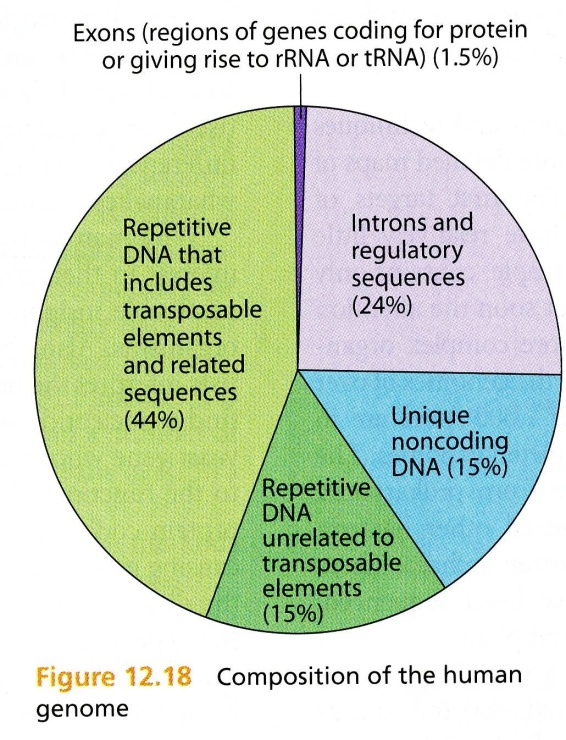 Exons (regions of genes coding for protein
or giving rise to rRNA or tRNA) (1.5%)
Repetitive
DNA that
includes
transposable
elements
and related
sequences
(44%)
Introns and
regulatory
sequences
(24%)
Unique
noncoding
DNA (15%)
Repetitive
DNA
unrelated to
transposable
elements
(15%)
Figure 12.18 Composition of the human
genome